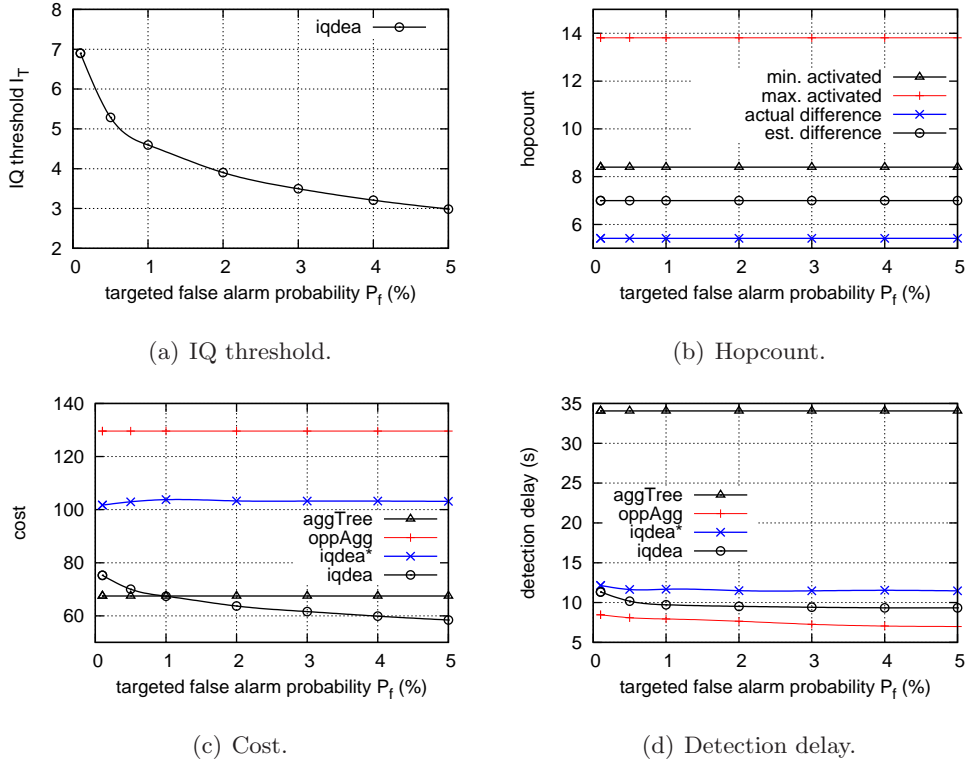 8
7
6
5
4
3
2
0 1 2 3 4 5
IQ threshold I_T
targeted false alarm probability P_f (%)
iqdea
(a) IQ threshold.
14
12
10
8
6
0 1 2 3 4 5
hopcount
targeted false alarm probability P_f (%)
min. activated
max. activated
actual difference
est. difference
(b) Hopcount.
140
120
100
80
60
0 1 2 3 4 5
cost
targeted false alarm probability P_f (%)
aggTree
oppAgg
iqdea*
iqdea
(c) Cost.
35
30
25
20
15
10
5
0 1 2 3 4 5
detection delay (s)
targeted false alarm probability P_f (%)
aggTree
oppAgg
iqdea*
iqdea
(d) Detection delay.